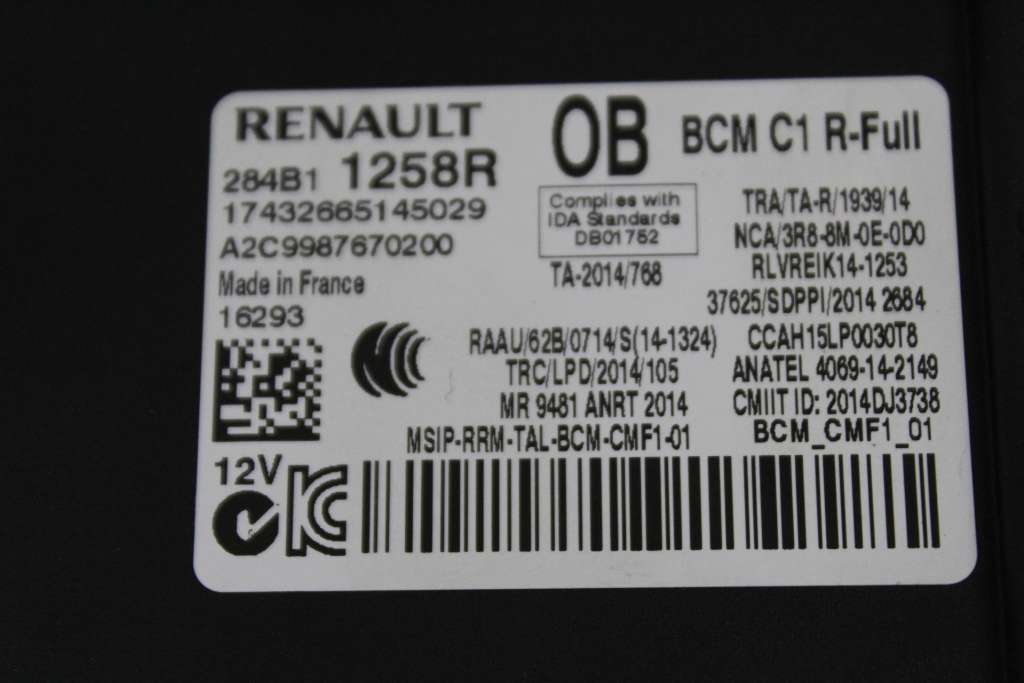 RENAULT
284B1 1258R
17432665145029
A2C9987670200
Made in France
16293
OB
BCM C1 R-Full
Complies with
IDA Standards
DB01752
TA-2014/768
TRA/TA-R/1939/14
NCA/3R8-8M-0E-0D0
RLVREIK14-1253
37625/SDPPI/2014 2684
RAAU/62B/0714/S(14-1324)
CCAH15LP0030T8
TRC/LPD/2014/105
ANATEL 4069-14-2149
MR 9481 ANRT 2014
CMIIT ID: 2014DJ3738
MSIP-RRM-TAL-BCM-CMF1-01
BCM_CMF1_01
12V